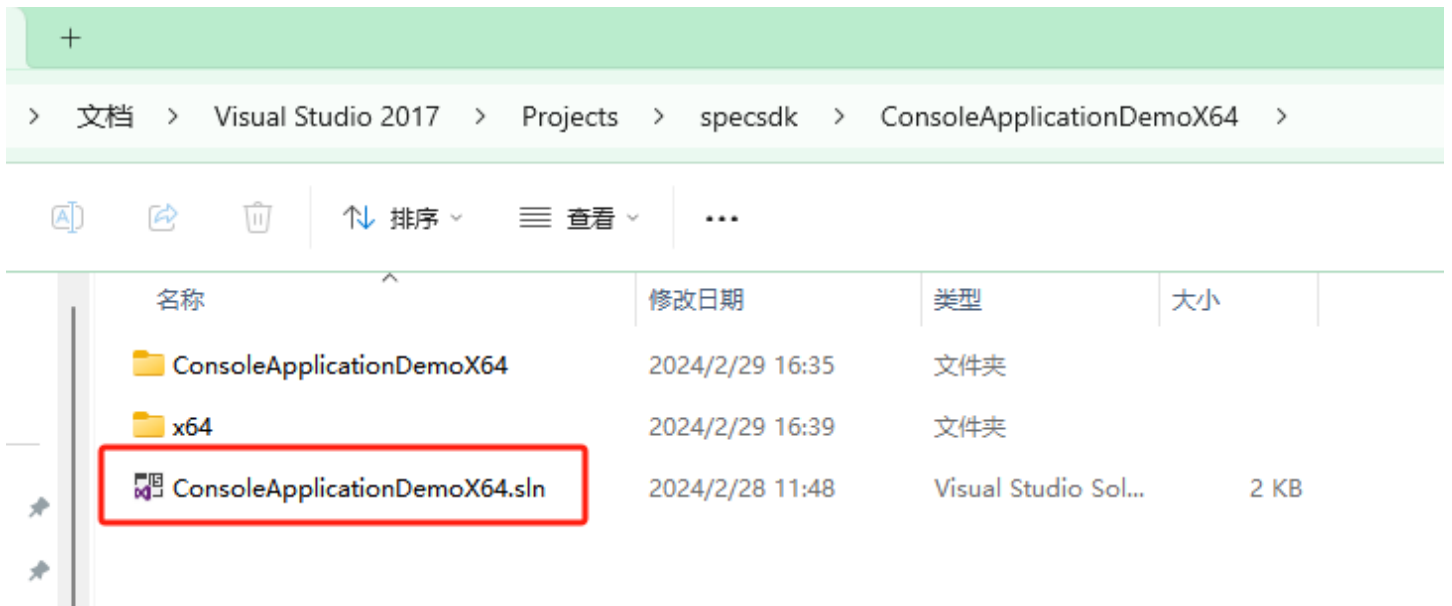 文档 > Visual Studio 2017 > Projects > specsdk > ConsoleApplicationDemoX64 >
排序 查看 ...
名称 修改日期 类型 大小
ConsoleApplicationDemoX64 2024/2/29 16:35 文件夹
x64 2024/2/29 16:39 文件夹
ConsoleApplicationDemoX64.sln 2024/2/28 11:48 Visual Studio Sol... 2 KB